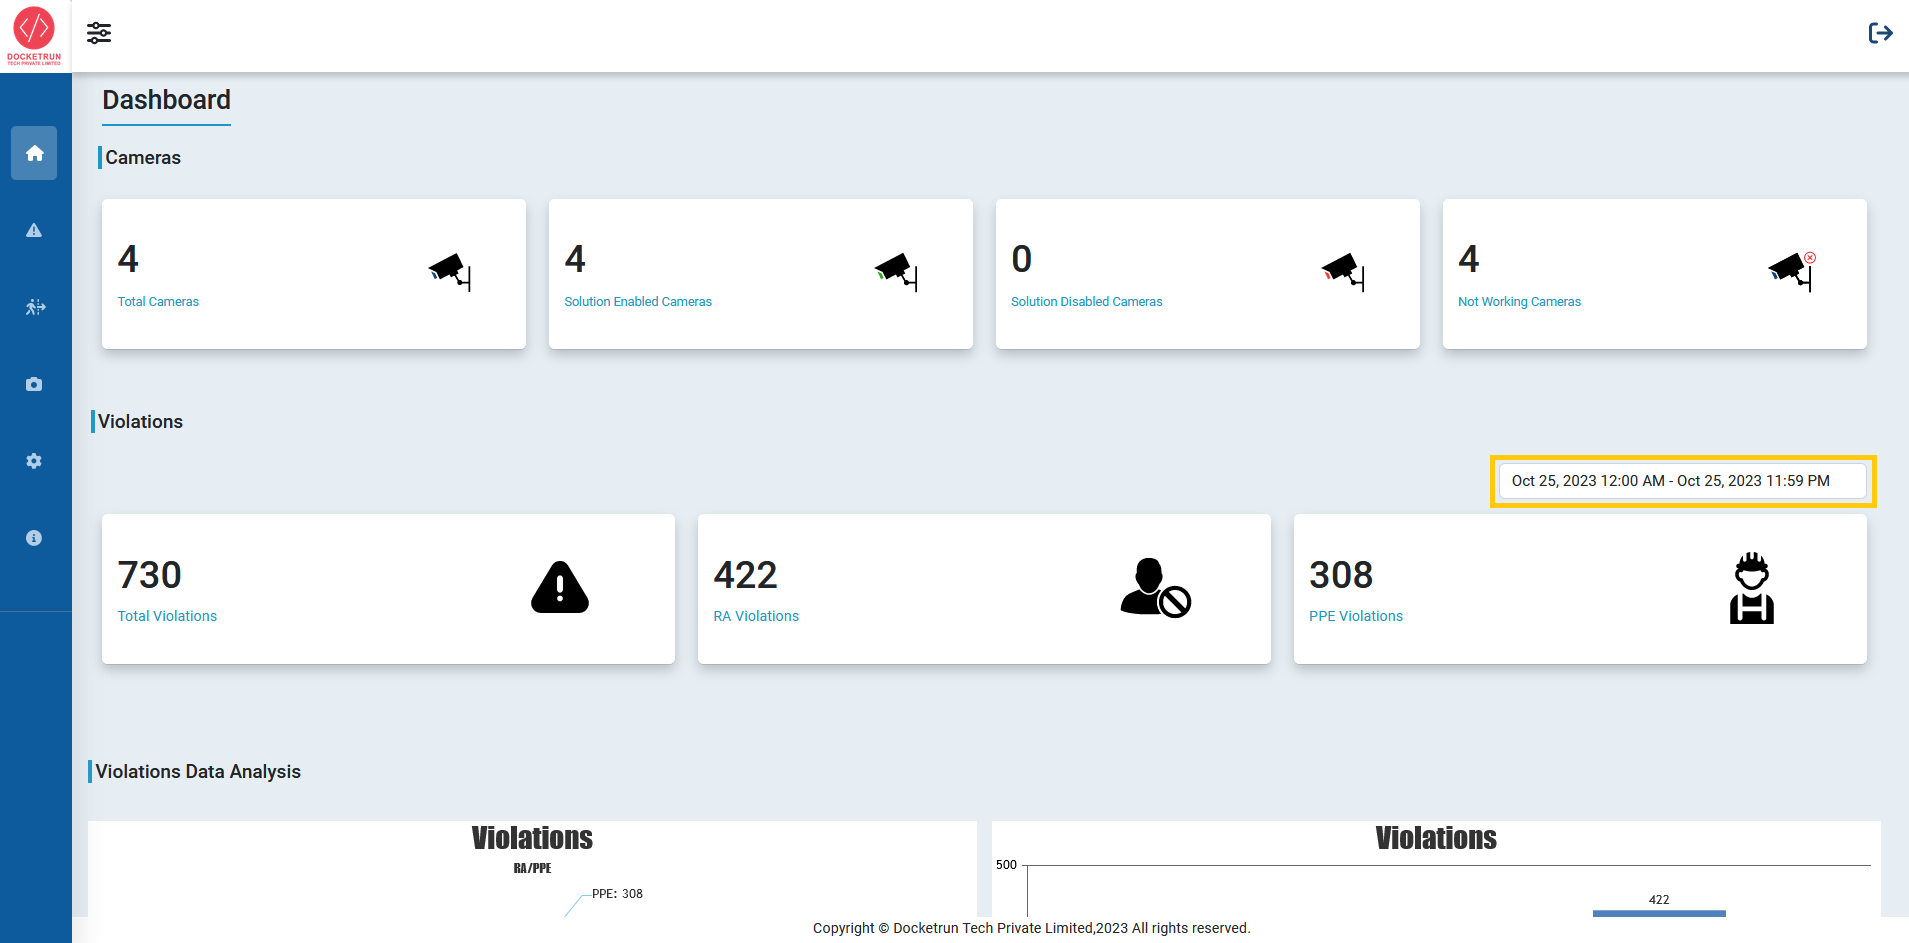 DOCKETRUN
TECH PRIVATE LIMITED
Dashboard
Cameras
4
Total Cameras
4
Solution Enabled Cameras
0
Solution Disabled Cameras
4
Not Working Cameras
Violations
Oct 25, 2023 12:00 AM - Oct 25, 2023 11:59 PM
730
Total Violations
422
RA Violations
308
PPE Violations
Violations Data Analysis
Violations
RA/PPE
PPE: 308
Violations
500
422
Copyright © Docketrun Tech Private Limited,2023 All rights reserved.